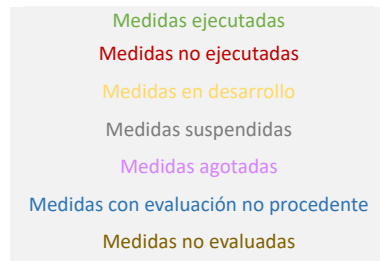 Medidas ejecutadas
Medidas no ejecutadas
Medidas en desarrollo
Medidas suspendidas
Medidas agotadas
Medidas con evaluación no procedente
Medidas no evaluadas